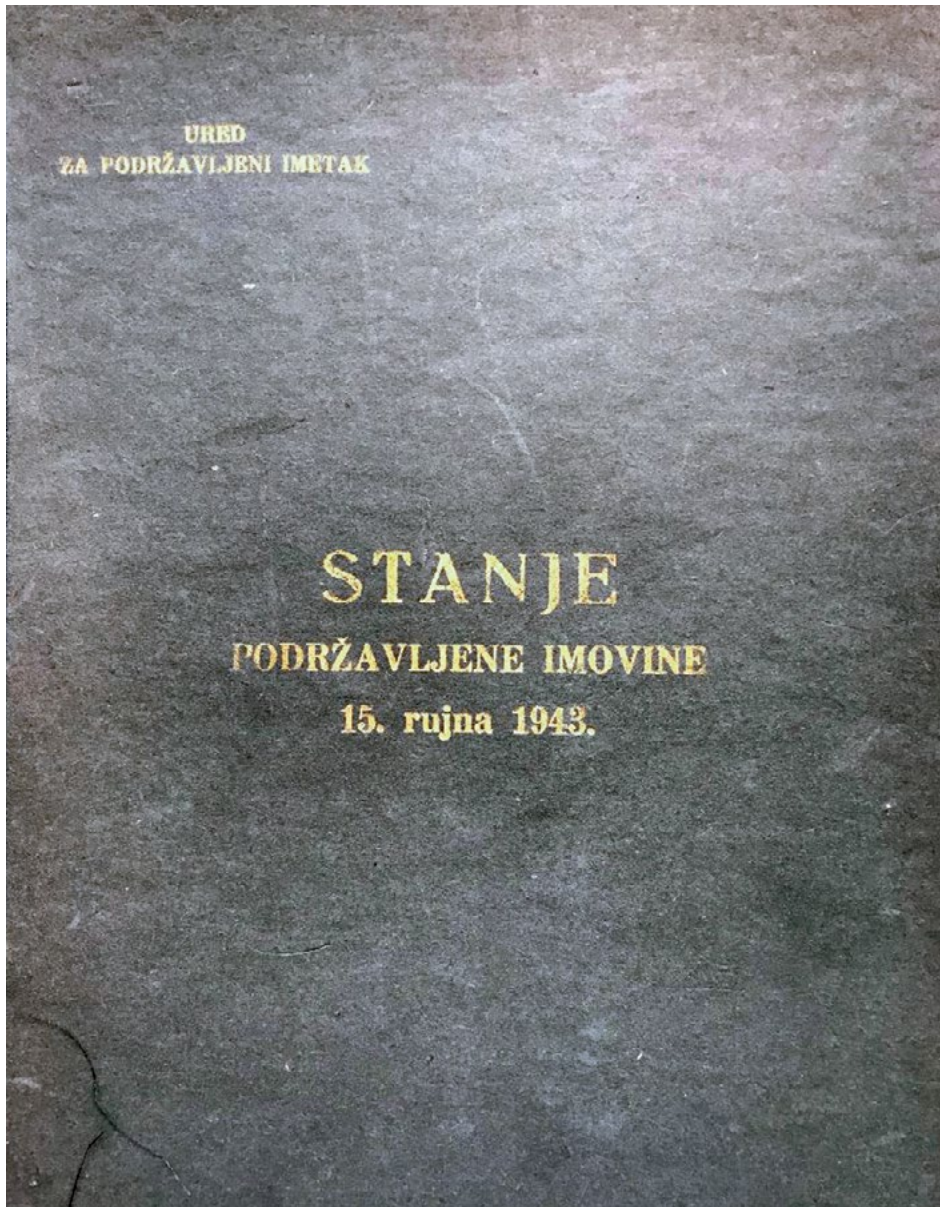 URED
ZA PODRŽAVLJENI IMETAK
STANJE
PODRŽAVLJENE IMOVINE
15. rujna 1943.